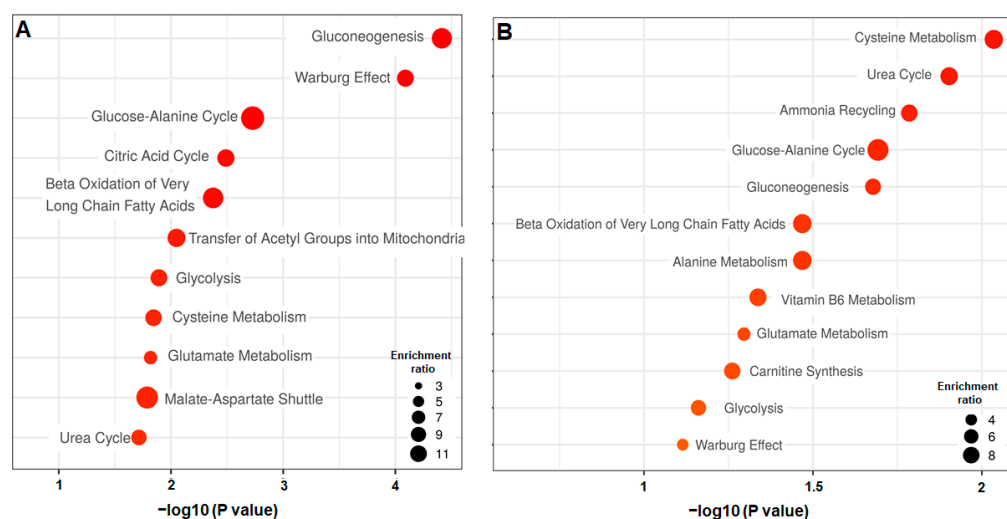 A
Gluconeogenesis
Warburg Effect
Glucose-Alanine Cycle
Citric Acid Cycle
Beta Oxidation of Very
Long Chain Fatty Acids
Transfer of Acetyl Groups into Mitochondria
Glycolysis
Cysteine Metabolism
Glutamate Metabolism
Malate-Aspartate Shuttle
Urea Cycle
Enrichment
ratio
3
5
7
9
11
1
2
3
4
−log10 (P value)
B
Cysteine Metabolism
Urea Cycle
Ammonia Recycling
Glucose-Alanine Cycle
Gluconeogenesis
Beta Oxidation of Very Long Chain Fatty Acids
Alanine Metabolism
Vitamin B6 Metabolism
Glutamate Metabolism
Carnitine Synthesis
Glycolysis
Warburg Effect
Enrichment
ratio
4
6
8
1
1.5
2
−log10 (P value)